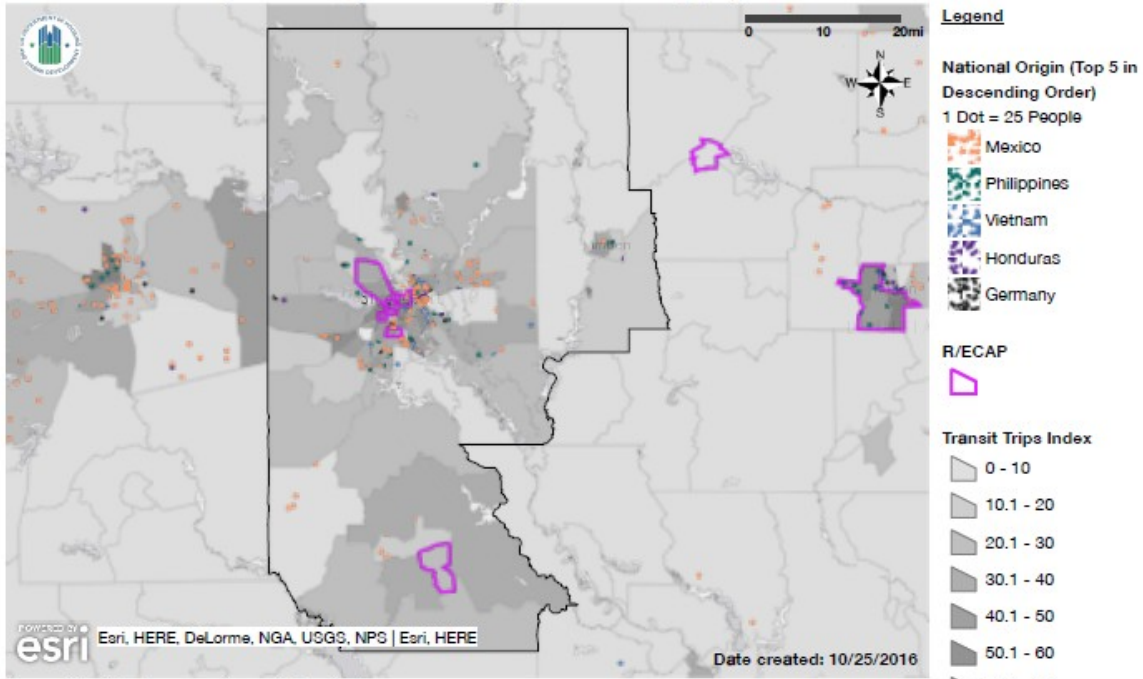 0 10 20mi
N
W E
S
POWERED BY
esri
Esri, HERE, DeLorme, NGA, USGS, NPS | Esri, HERE
Date created: 10/25/2016
Legend
National Origin (Top 5 in
Descending Order)
1 Dot = 25 People
Mexico
Philippines
Vietnam
Honduras
Germany
R/ECAP
Transit Trips Index
0 - 10
10.1 - 20
20.1 - 30
30.1 - 40
40.1 - 50
50.1 - 60